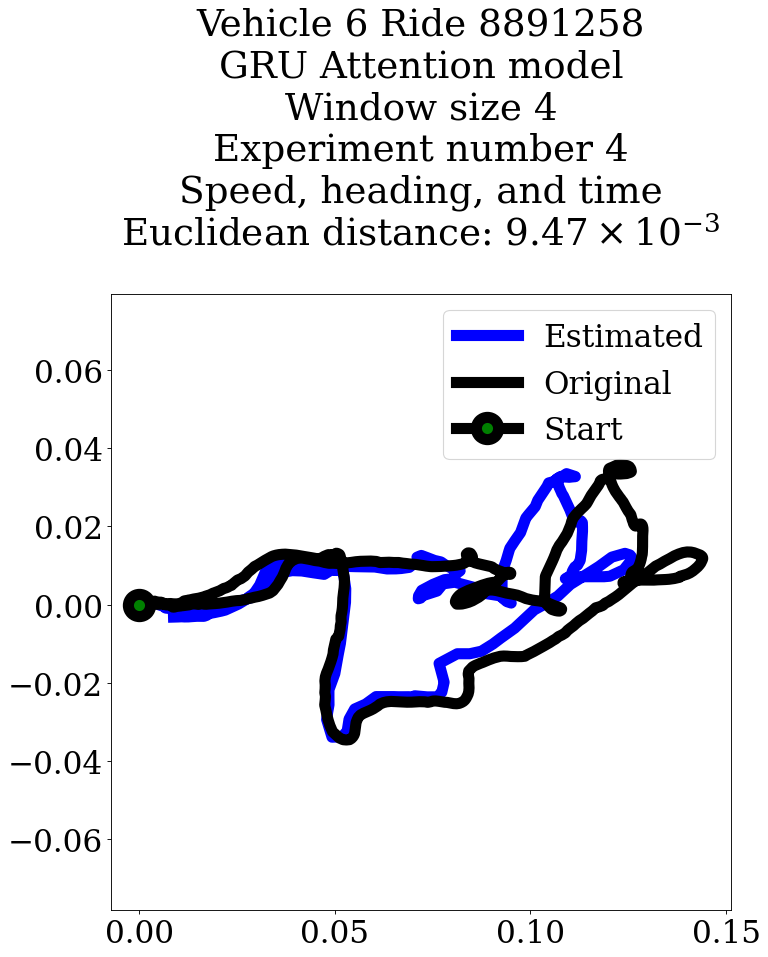 Vehicle 6 Ride 8891258
GRU Attention model
Window size 4
Experiment number 4
Speed, heading, and time
Euclidean distance: 9.47 × 10⁻³
Estimated
Original
Start
0.06
0.04
0.02
0.00
−0.02
−0.04
−0.06
0.00 0.05 0.10 0.15